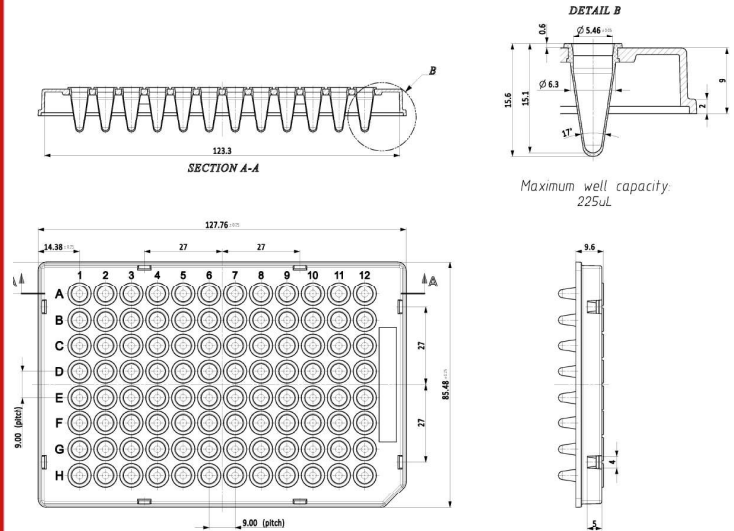 DETAIL B
0.6
Ø 5.46
B
Ø 6.3
15.6
15.1
9
2
17°
123.3
SECTION A-A
Maximum well capacity:
225uL
127.76
14.38
27
27
9.6
1 2 3 4 5 6 7 8 9 10 11 12
A
A
B
C
D
E
F
G
H
27
27
85.48
9.00 (pitch)
9.00 (pitch)
4
5